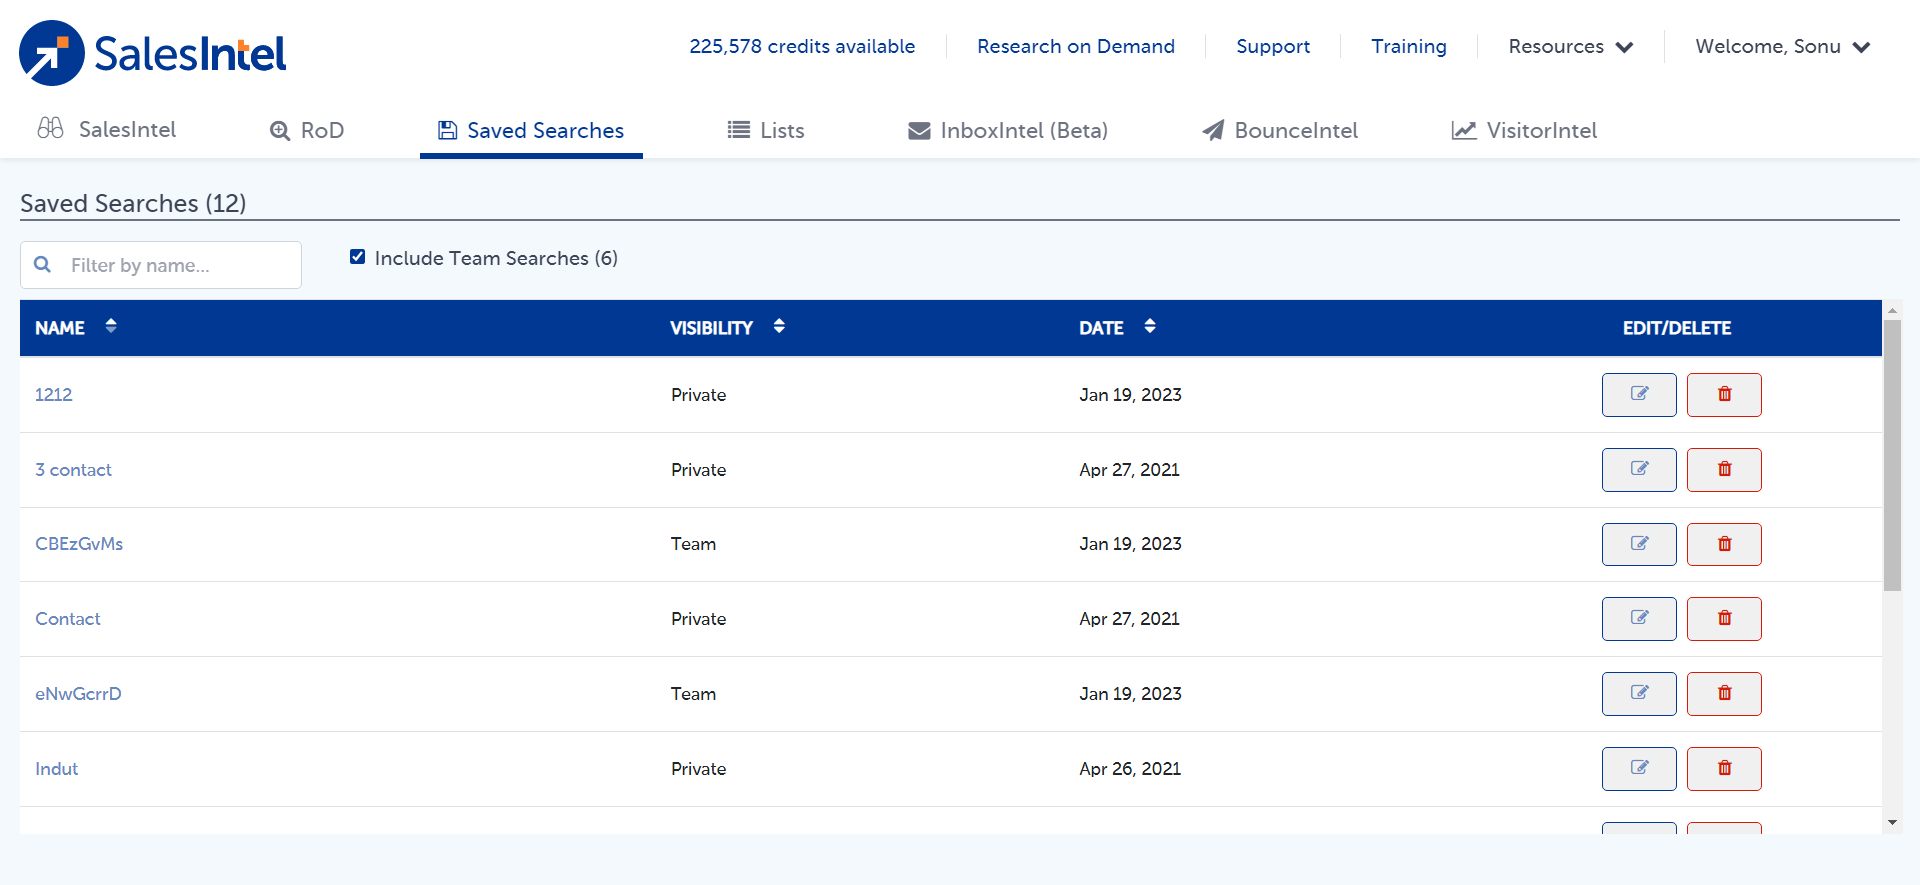 SalesIntel
225,578 credits available
Research on Demand
Support
Training
Resources
Welcome, Sonu
SalesIntel
RoD
Saved Searches
Lists
InboxIntel (Beta)
BounceIntel
VisitorIntel
Saved Searches (12)
Filter by name...
Include Team Searches (6)
NAME VISIBILITY DATE EDIT/DELETE
1212 Private Jan 19, 2023
3 contact Private Apr 27, 2021
CBEzGvMs Team Jan 19, 2023
Contact Private Apr 27, 2021
eNwGcrrD Team Jan 19, 2023
Indut Private Apr 26, 2021